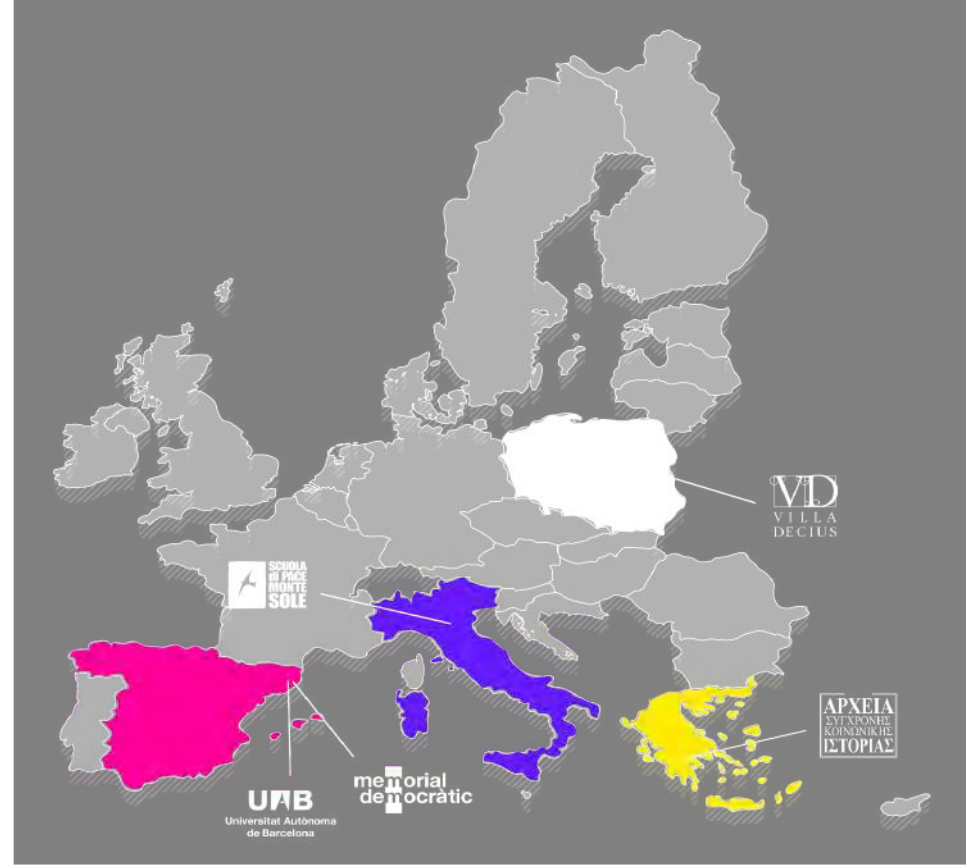 VD
VILLA
DECIUS
SCUOLA
di PACE
MONTE
SOLE
ΑΡΧΕΙΑ
ΣΥΓΧΡΟΝΗΣ
ΚΟΙΝΩΝΙΚΗΣ
ΙΣΤΟΡΙΑΣ
memorial
democràtic
UAB
Universitat Autònoma
de Barcelona